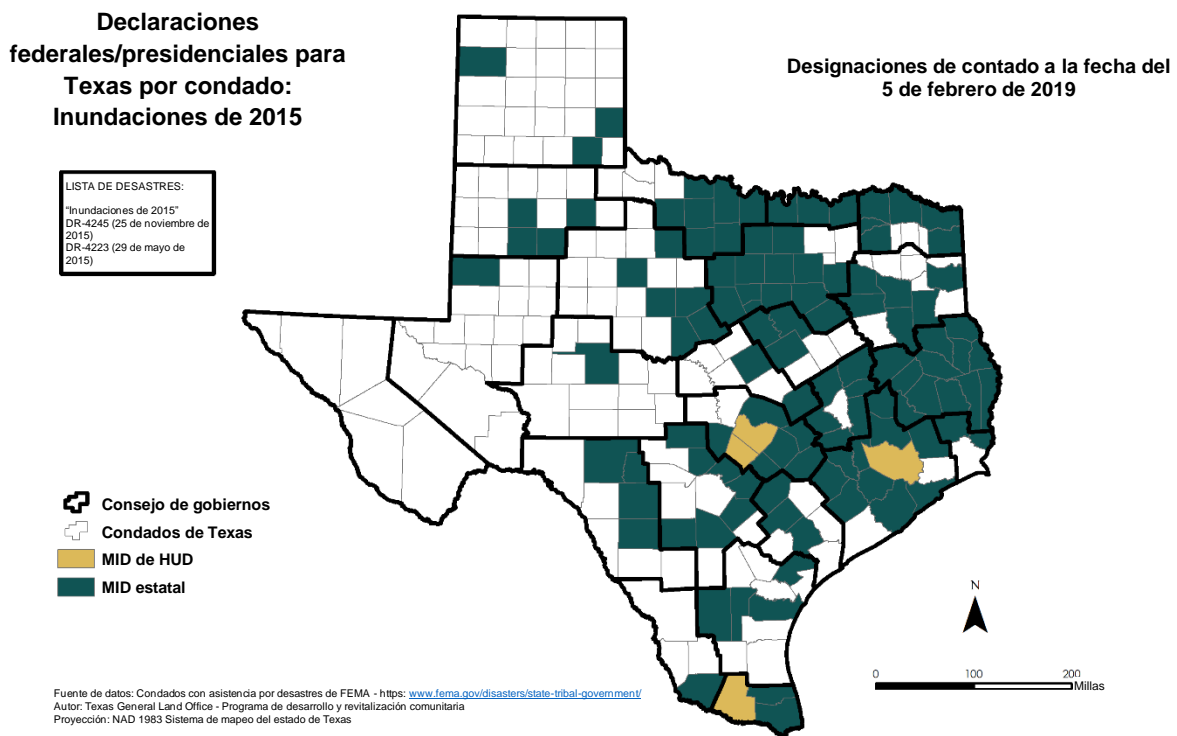 Declaraciones
federales/presidenciales para
Texas por condado:
Inundaciones de 2015
Designaciones de contado a la fecha del
5 de febrero de 2019
LISTA DE DESASTRES:
"Inundaciones de 2015"
DR-4245 (25 de noviembre de
2015)
DR-4223 (29 de mayo de
2015)
Consejo de gobiernos
Condados de Texas
MID de HUD
MID estatal
N
0 100 200
Millas
Fuente de datos: Condados con asistencia por desastres de FEMA - https: www.fema.gov/disasters/state-tribal-government/
Autor: Texas General Land Office - Programa de desarrollo y revitalización comunitaria
Proyección: NAD 1983 Sistema de mapeo del estado de Texas